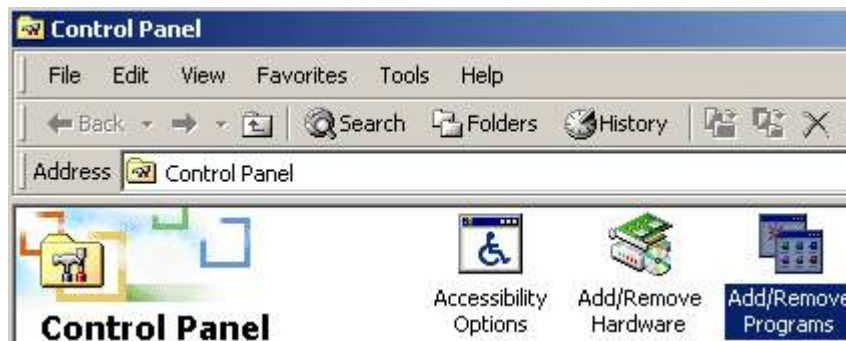 Control Panel
File Edit View Favorites Tools Help
Back Search Folders History
Address Control Panel
Control Panel
Accessibility Options
Add/Remove Hardware
Add/Remove Programs